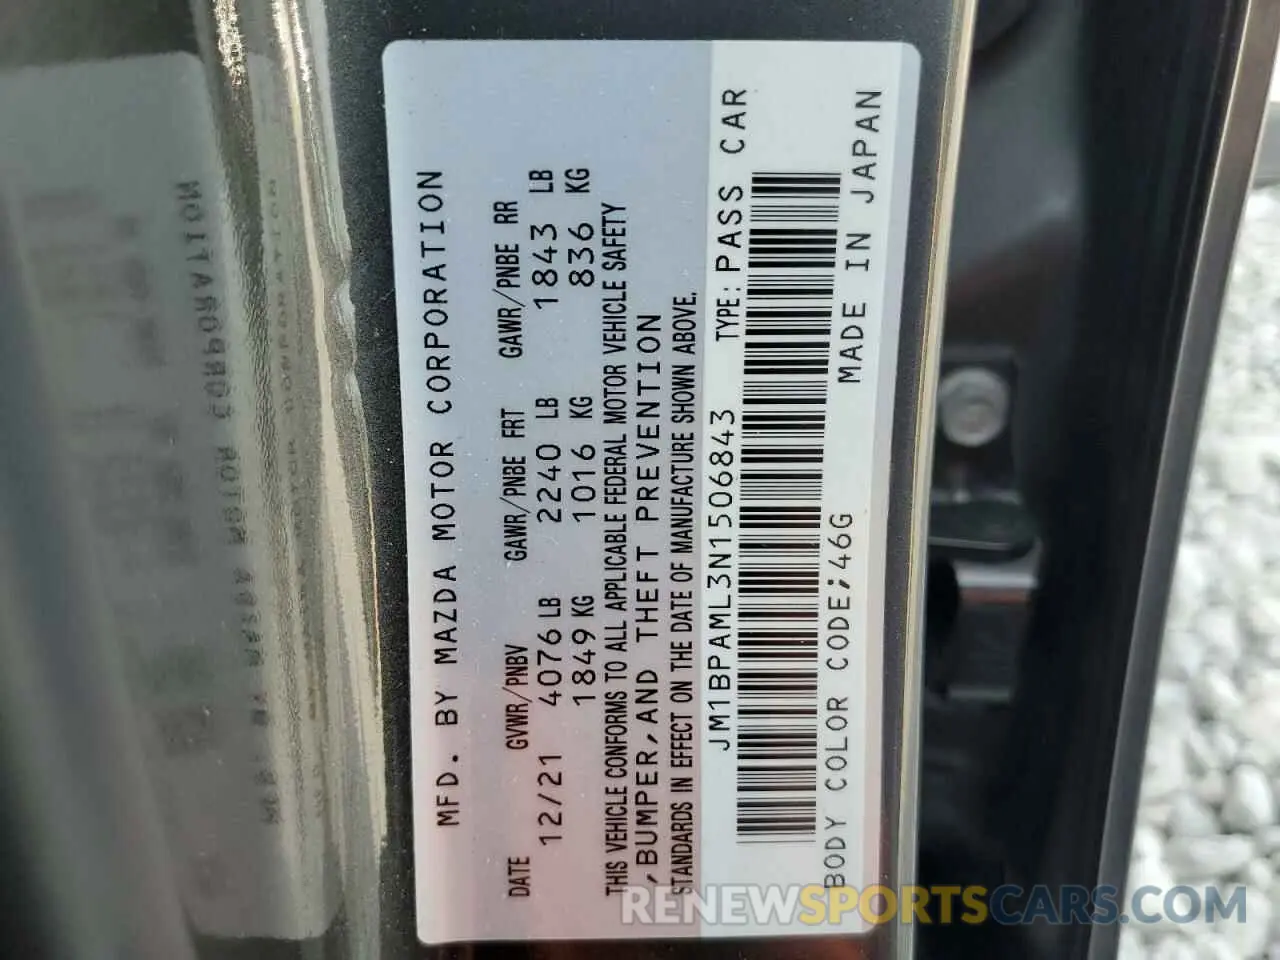 MFD. BY MAZDA MOTOR CORPORATION
DATE GVWR/PNBV GAWR/PNBE FRT GAWR/PNBE RR
12/21 4076 LB 2240 LB 1843 LB
1849 KG 1016 KG 836 KG
THIS VEHICLE CONFORMS TO ALL APPLICABLE FEDERAL MOTOR VEHICLE SAFETY
,BUMPER,AND THEFT PREVENTION
STANDARDS IN EFFECT ON THE DATE OF MANUFACTURE SHOWN ABOVE.
JM1BPAML3N1506843 TYPE: PASS CAR
BODY COLOR CODE;46G MADE IN JAPAN
RENEWSPORTSCARS.COM